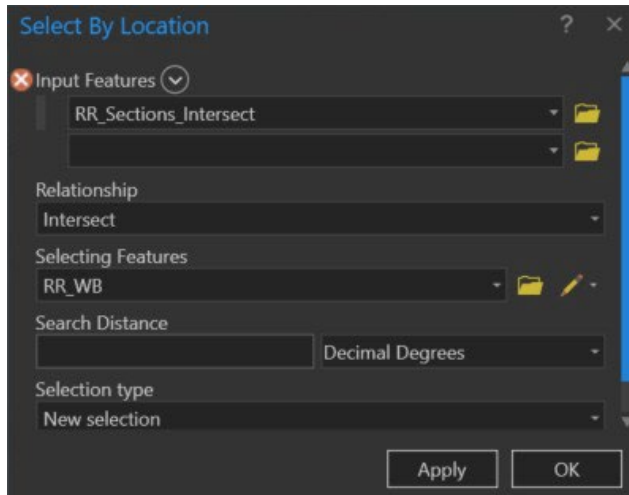 Select By Location ?
Input Features
RR_Sections_Intersect
Relationship
Intersect
Selecting Features
RR_WB
Search Distance
Decimal Degrees
Selection type
New selection
Apply OK